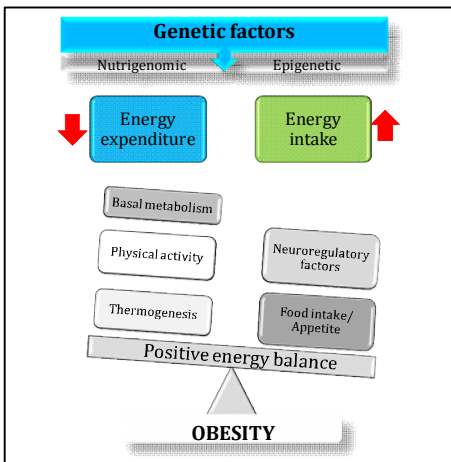 Genetic factors
Nutrigenomic
Epigenetic
Energy
expenditure
Energy
intake
Basal metabolism
Physical activity
Neuroregulatory
factors
Thermogenesis
Food intake/
Appetite
Positive energy balance
OBESITY